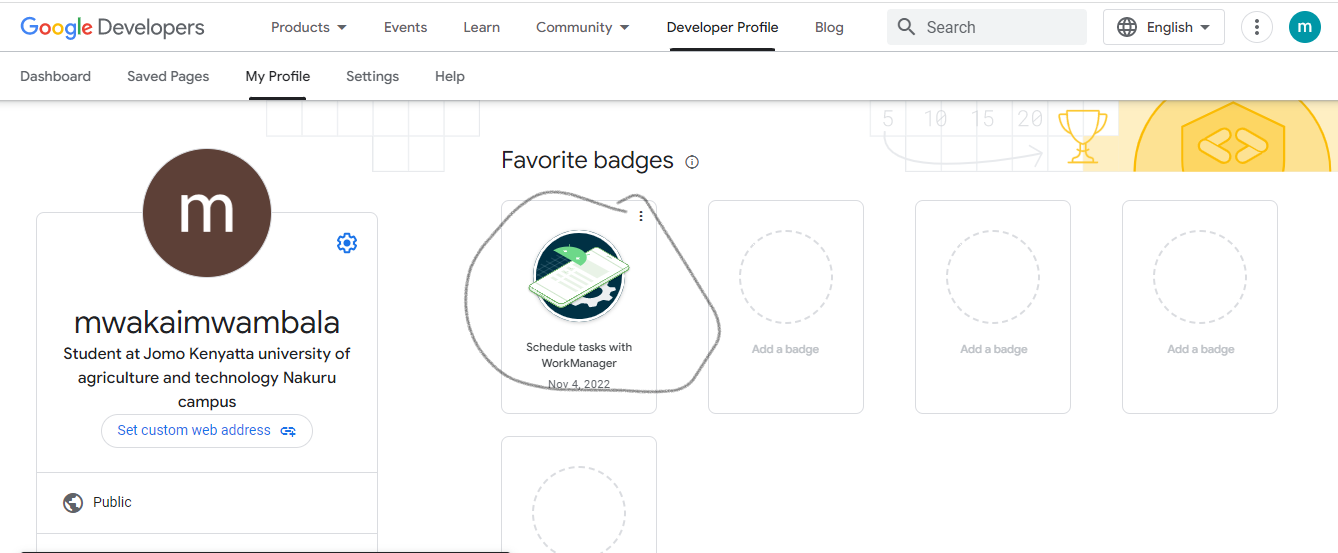 Google Developers Products Events Learn Community Developer Profile Blog Search English m
Dashboard Saved Pages My Profile Settings Help
5 10 15 20
Favorite badges
m
mwakaimwambala
Student at Jomo Kenyatta university of
agriculture and technology Nakuru
campus
Set custom web address
Public
Schedule tasks with
WorkManager
Nov 4, 2022
Add a badge
Add a badge
Add a badge